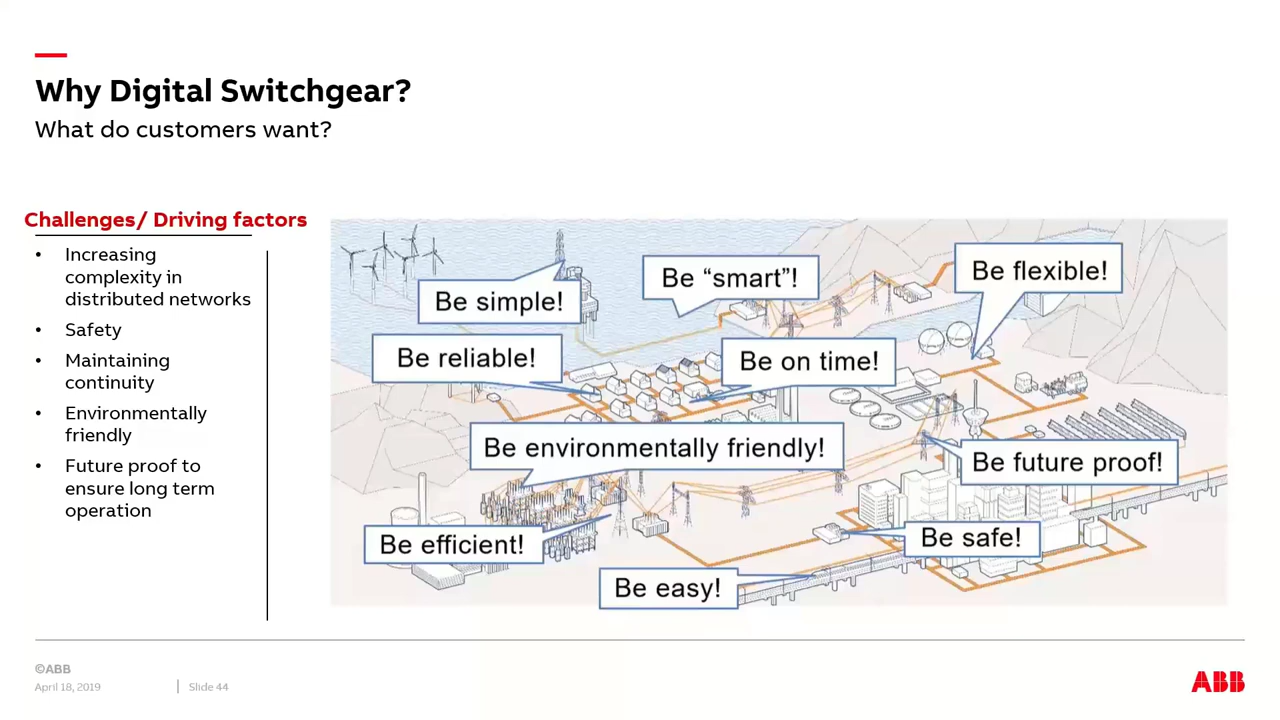 Why Digital Switchgear?
What do customers want?
Challenges/ Driving factors
• Increasing
complexity in
distributed networks
• Safety
• Maintaining
continuity
• Environmentally
friendly
• Future proof to
ensure long term
operation
Be simple!
Be “smart”!
Be flexible!
Be reliable!
Be on time!
Be environmentally friendly!
Be future proof!
Be efficient!
Be safe!
Be easy!
©ABB
April 18, 2019
Slide 44
ABB